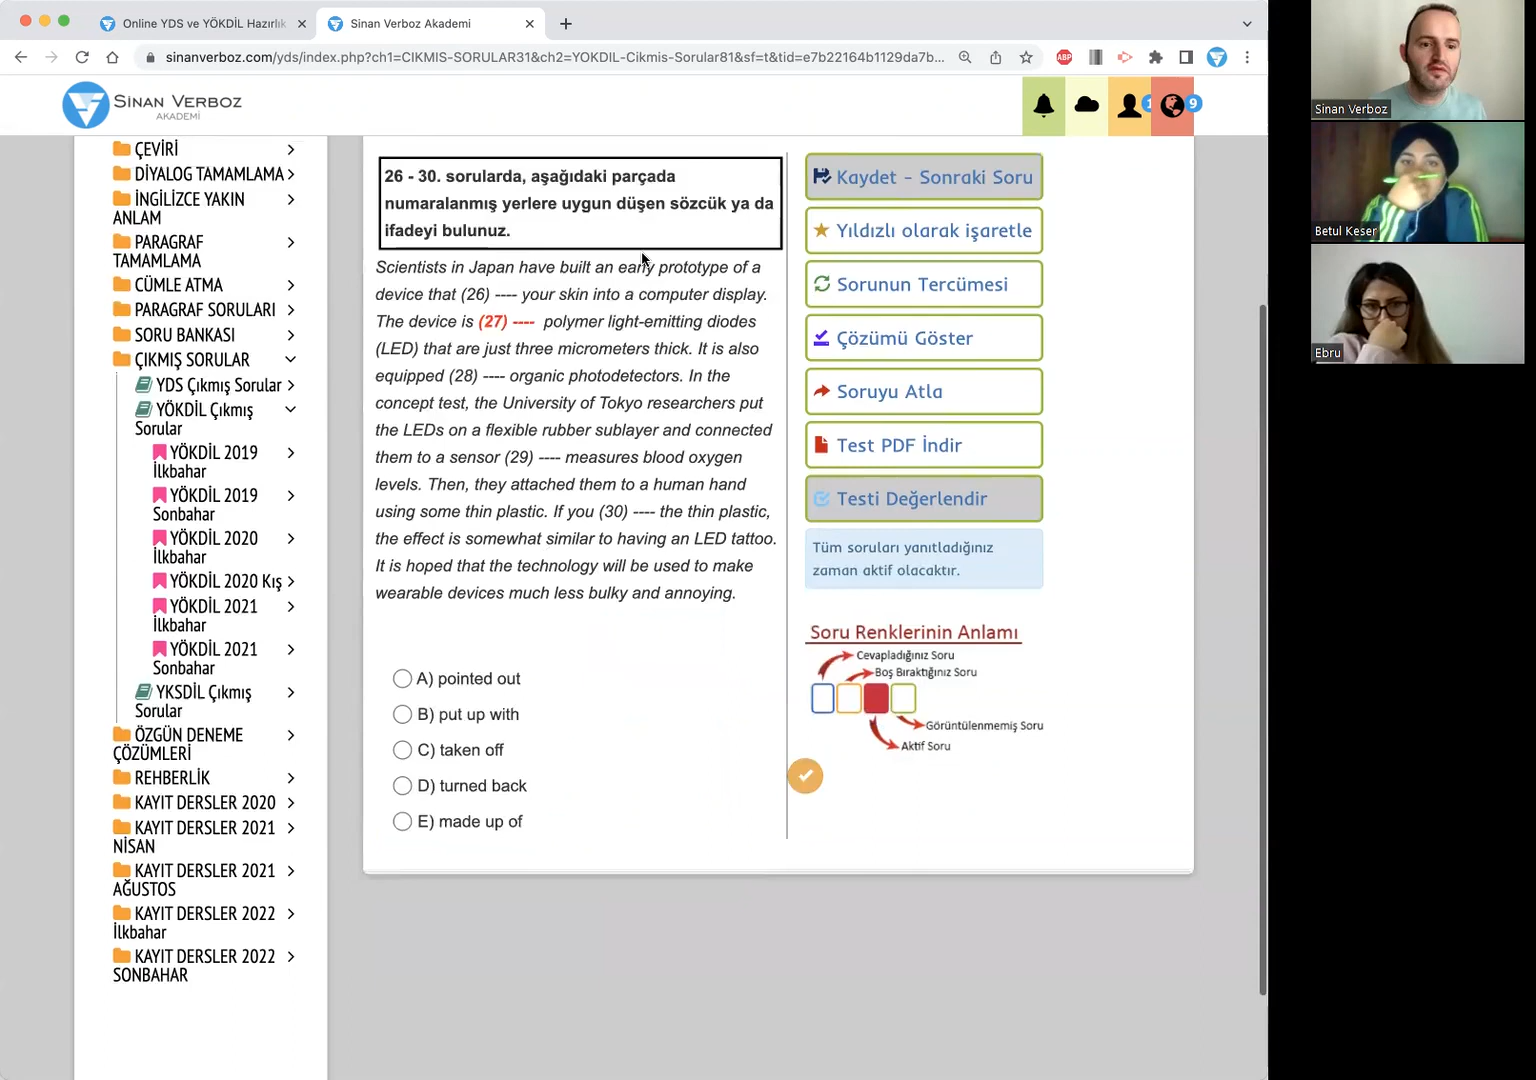 Online YDS ve YÖKDİL Hazırlık
Sinan Verboz Akademi
sinanverboz.com/yds/index.php?ch1=CIKMIS-SORULAR31&ch2=YOKDIL-Cikmis-Sorular81&sf=t&tid=e7b22164b1129da7b...
ABP
SİNAN VERBOZ
AKADEMİ
1
9
ÇEVİRİ
DİYALOG TAMAMLAMA
İNGİLİZCE YAKIN
ANLAM
PARAGRAF
TAMAMLAMA
CÜMLE ATMA
PARAGRAF SORULARI
SORU BANKASI
ÇIKMIŞ SORULAR
YDS Çıkmış Sorular
YÖKDİL Çıkmış
Sorular
YÖKDİL 2019
İlkbahar
YÖKDİL 2019
Sonbahar
YÖKDİL 2020
İlkbahar
YÖKDİL 2020 Kış
YÖKDİL 2021
İlkbahar
YÖKDİL 2021
Sonbahar
YKSDİL Çıkmış
Sorular
ÖZGÜN DENEME
ÇÖZÜMLERİ
REHBERLİK
KAYIT DERSLER 2020
KAYIT DERSLER 2021
NİSAN
KAYIT DERSLER 2021
AĞUSTOS
KAYIT DERSLER 2022
İlkbahar
KAYIT DERSLER 2022
SONBAHAR
26 - 30. sorularda, aşağıdaki parçada
numaralanmış yerlere uygun düşen sözcük ya da
ifadeyi bulunuz.
Scientists in Japan have built an early prototype of a
device that (26) ---- your skin into a computer display.
The device is (27) ---- polymer light-emitting diodes
(LED) that are just three micrometers thick. It is also
equipped (28) ---- organic photodetectors. In the
concept test, the University of Tokyo researchers put
the LEDs on a flexible rubber sublayer and connected
them to a sensor (29) ---- measures blood oxygen
levels. Then, they attached them to a human hand
using some thin plastic. If you (30) ---- the thin plastic,
the effect is somewhat similar to having an LED tattoo.
It is hoped that the technology will be used to make
wearable devices much less bulky and annoying.
A) pointed out
B) put up with
C) taken off
D) turned back
E) made up of
Kaydet - Sonraki Soru
Yıldızlı olarak işaretle
Sorunun Tercümesi
Çözümü Göster
Soruyu Atla
Test PDF İndir
Testi Değerlendir
Tüm soruları yanıtladığınız
zaman aktif olacaktır.
Soru Renklerinin Anlamı
Cevapladığınız Soru
Boş Bıraktığınız Soru
Görüntülenmemiş Soru
Aktif Soru
Sinan Verboz
Betul Keser
Ebru